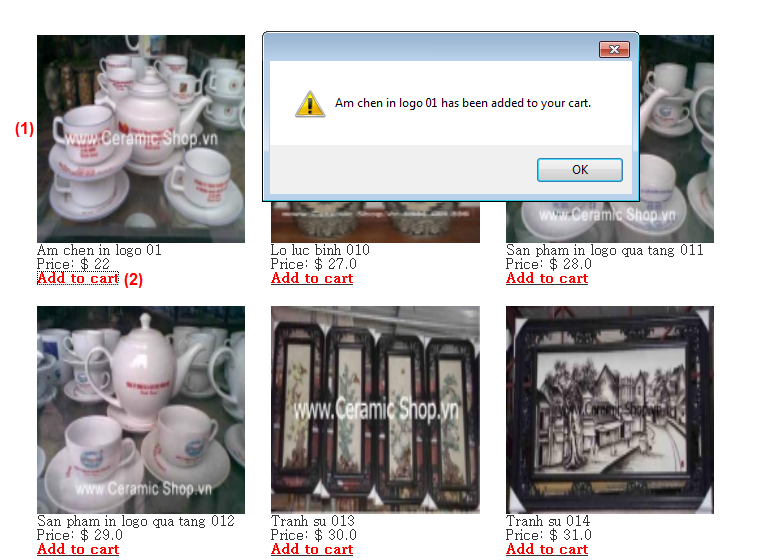 Am chen in logo 01 has been added to your cart.
OK
(1)
www.Ceramic Shop.vn
www.Ceramic Shop.vn
Am chen in logo 01
Price: $ 22
Add to cart (2)
Lo luc binh 010
Price: $ 27.0
Add to cart
San pham in logo qua tang 011
Price: $ 28.0
Add to cart
www.Ceramic Shop.vn
San pham in logo qua tang 012
Price: $ 29.0
Add to cart
www.Ceramic Shop.vn
Tranh su 013
Price: $ 30.0
Add to cart
www.Ceramic Shop.vn
Tranh su 014
Price: $ 31.0
Add to cart